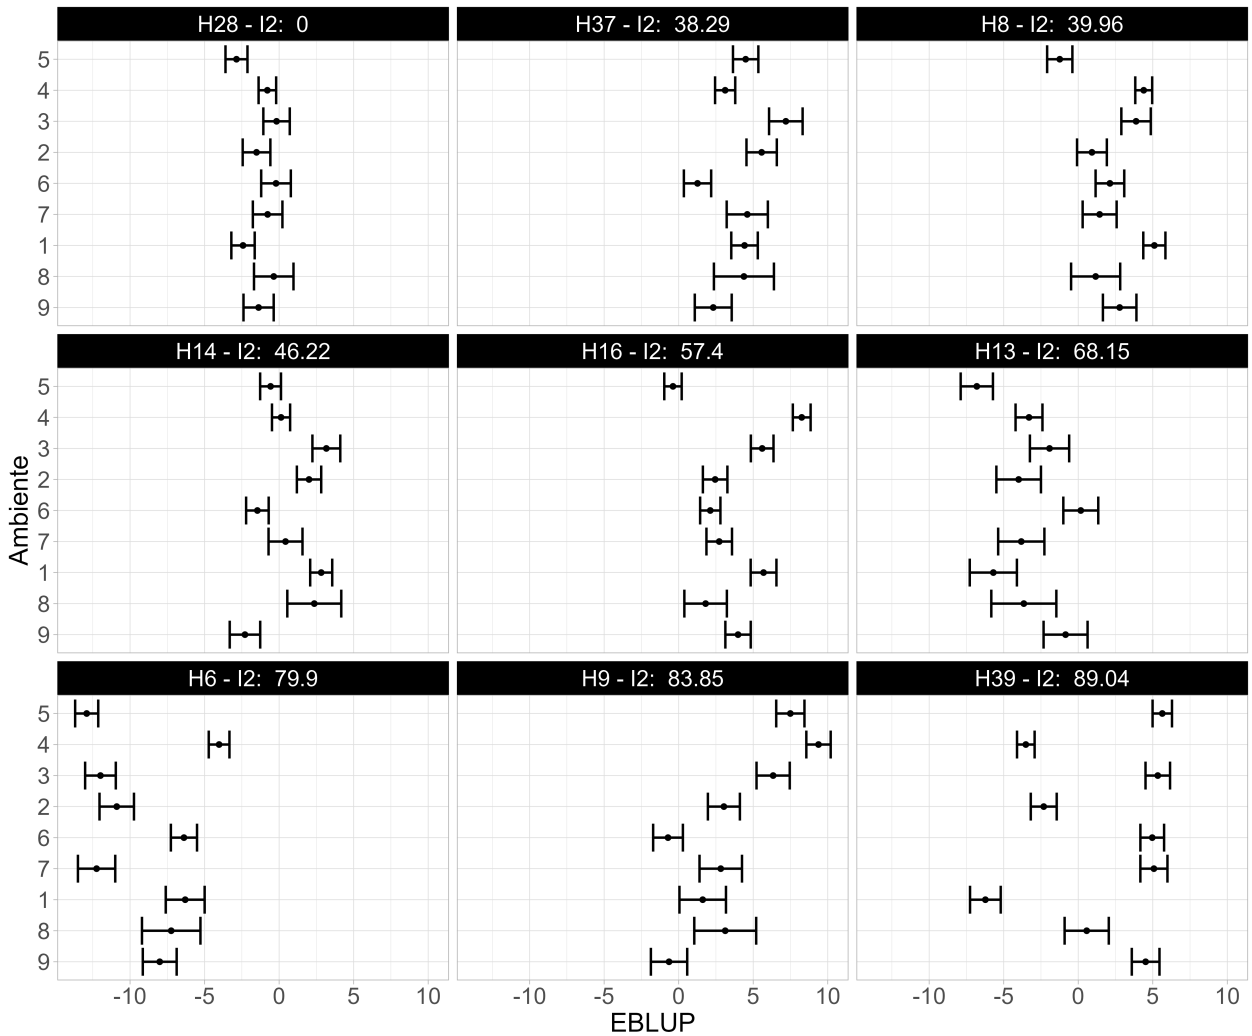 H28 - I2:  0
H37 - I2:  38.29
H8 - I2:  39.96
5
4
3
2
6
7
1
8
9
H14 - I2:  46.22
H16 - I2:  57.4
H13 - I2:  68.15
5
4
3
2
6
7
1
8
9
Ambiente
H6 - I2:  79.9
H9 - I2:  83.85
H39 - I2:  89.04
5
4
3
2
6
7
1
8
9
-10 -5 0 5 10 -10 -5 0 5 10 -10 -5 0 5 10
EBLUP